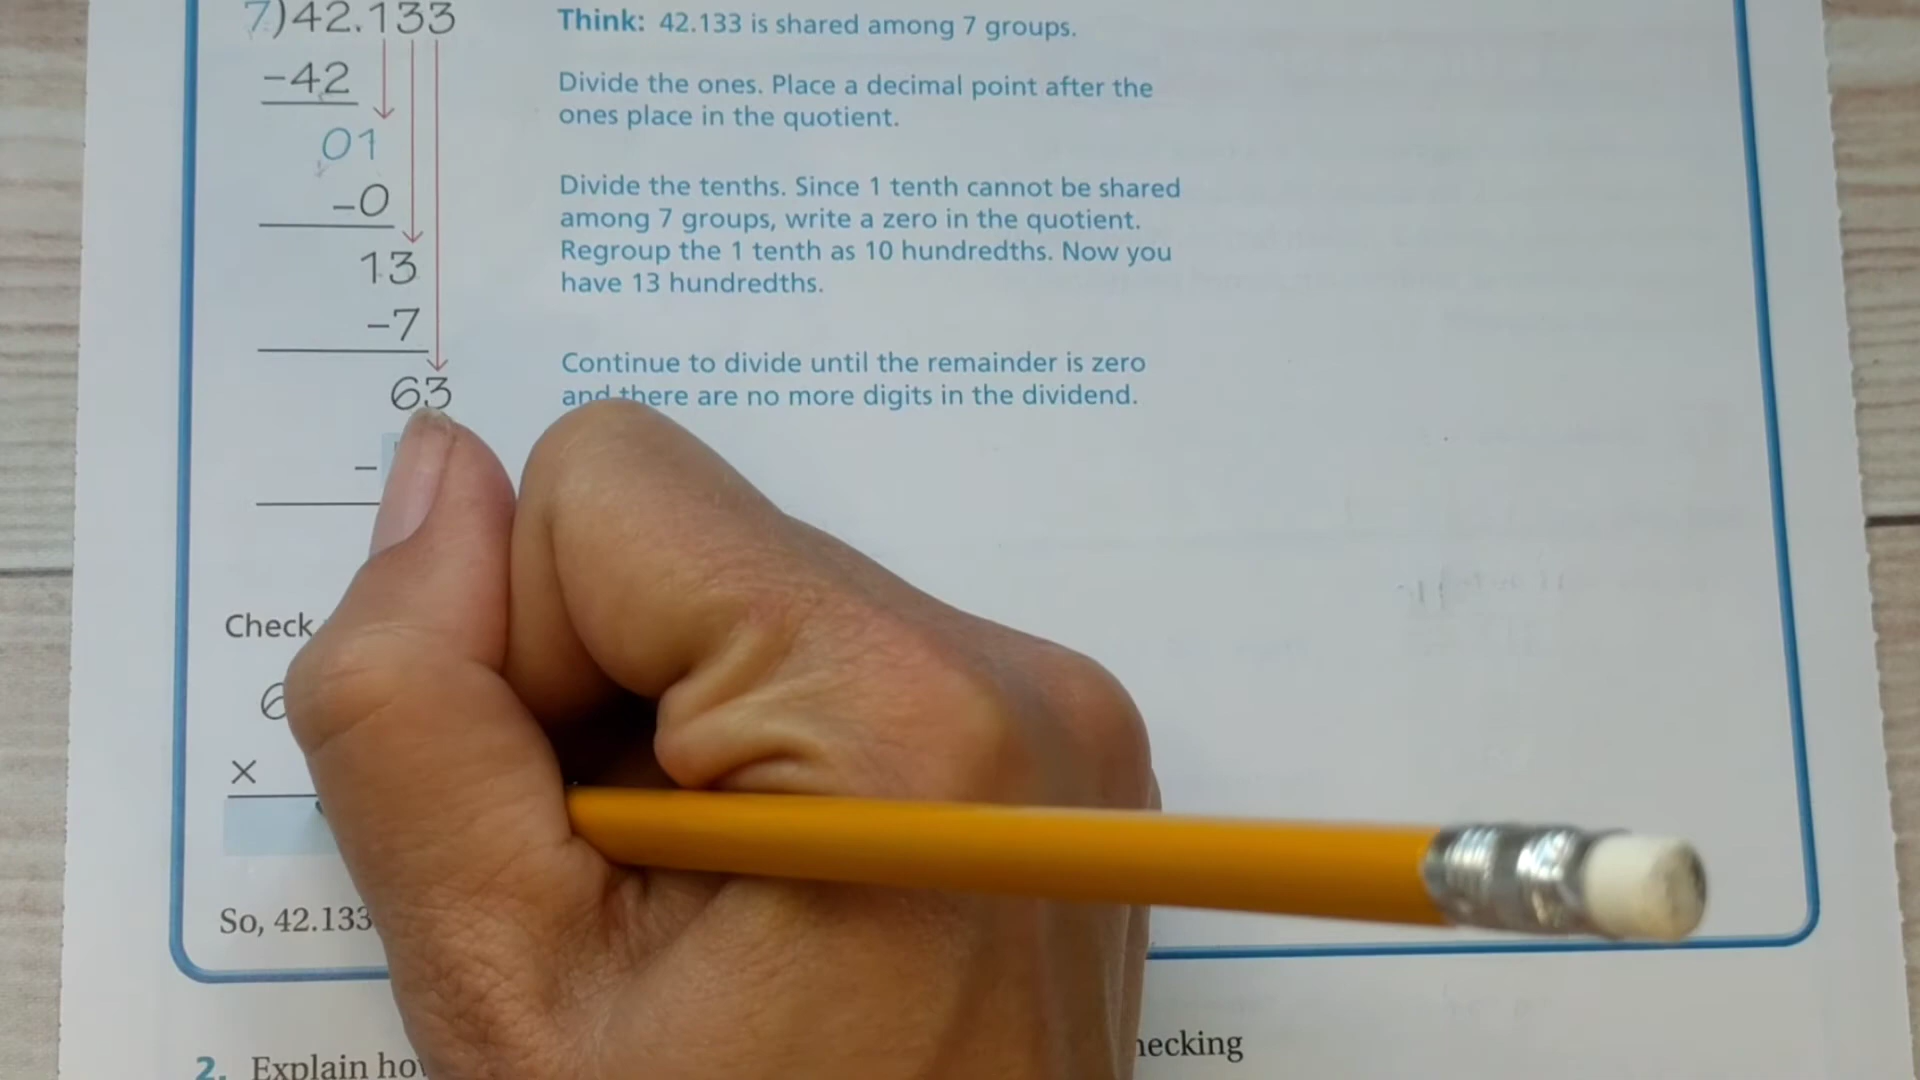 7)42.133
Think: 42.133 is shared among 7 groups.
-42
Divide the ones. Place a decimal point after the
ones place in the quotient.
01
-0
Divide the tenths. Since 1 tenth cannot be shared
among 7 groups, write a zero in the quotient.
Regroup the 1 tenth as 10 hundredths. Now you
have 13 hundredths.
13
-7
63
Continue to divide until the remainder is zero
and there are no more digits in the dividend.
-
Check
6
×
So, 42.133
2. Explain